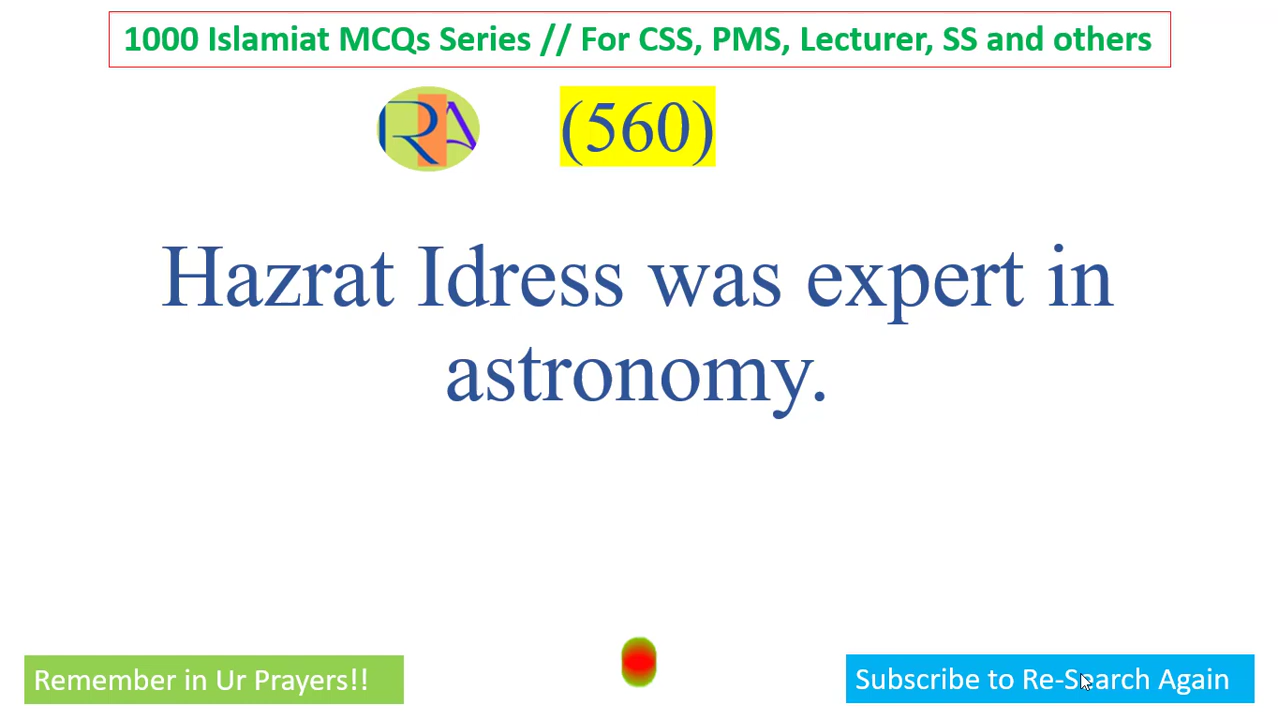 1000 Islamiat MCQs Series // For CSS, PMS, Lecturer, SS and others
RA
(560)
Hazrat Idress was expert in
astronomy.
Remember in Ur Prayers!!
Subscribe to Re-Search Again